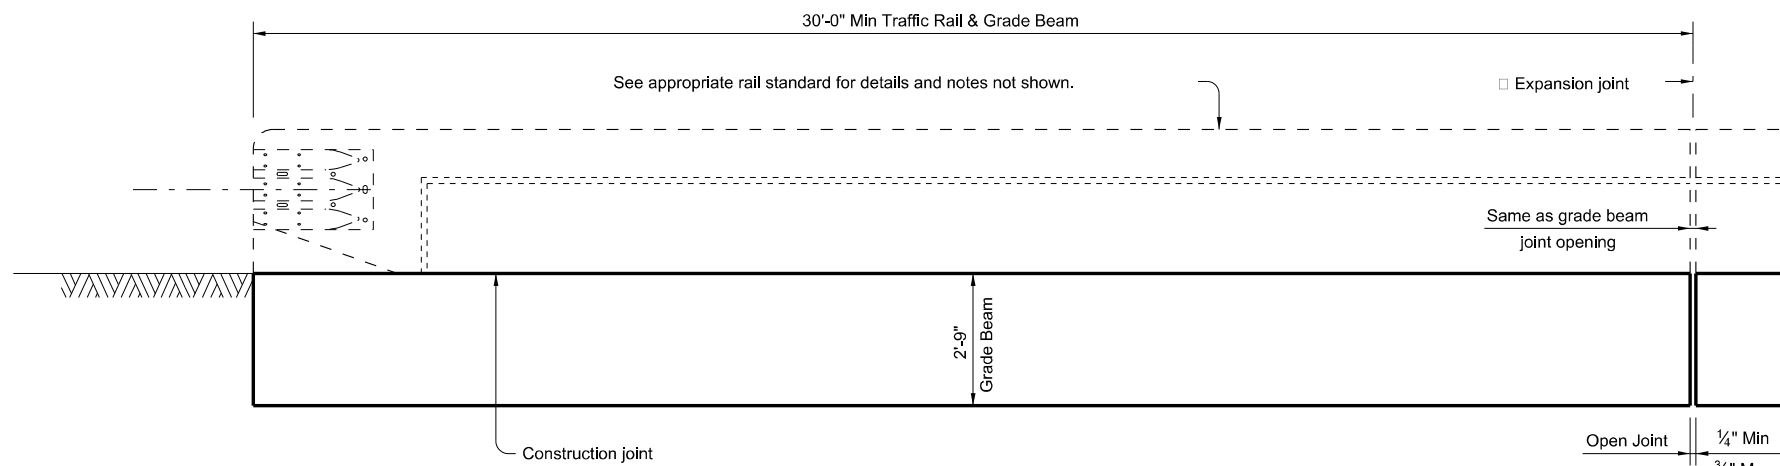 30'-0" Min Traffic Rail & Grade Beam
See appropriate rail standard for details and notes not shown.
□ Expansion joint
Same as grade beam
joint opening
2'-9"
Grade Beam
Construction joint
Open Joint
¼" Min